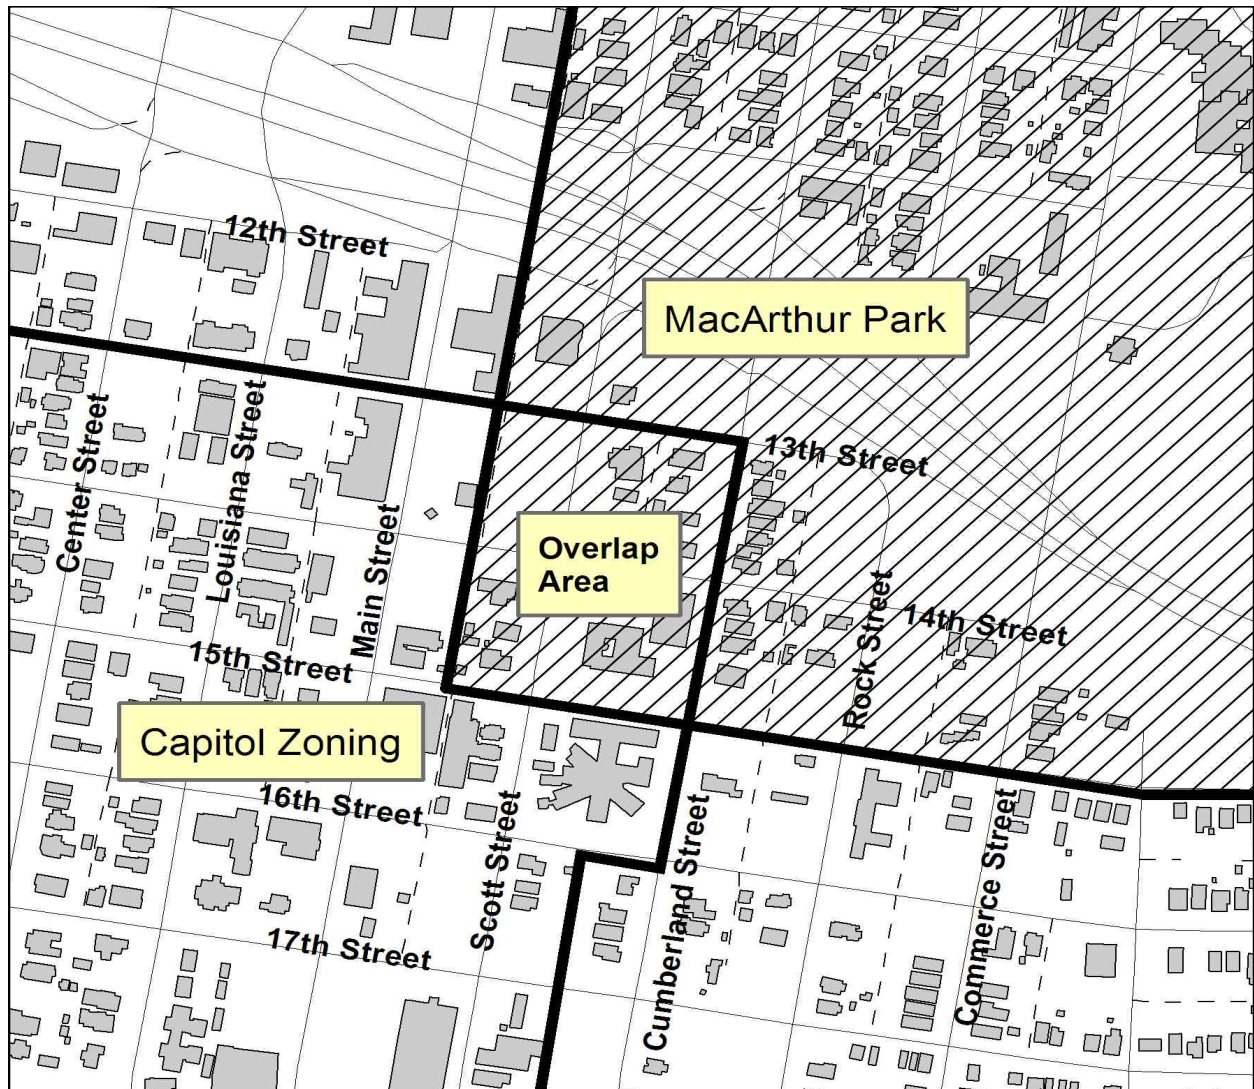 12th Street
MacArthur Park
13th Street
Center Street
Louisiana Street
Main Street
Overlap
Area
14th Street
Rock Street
15th Street
Capitol Zoning
16th Street
Scott Street
Cumberland Street
Commerce Street
17th Street